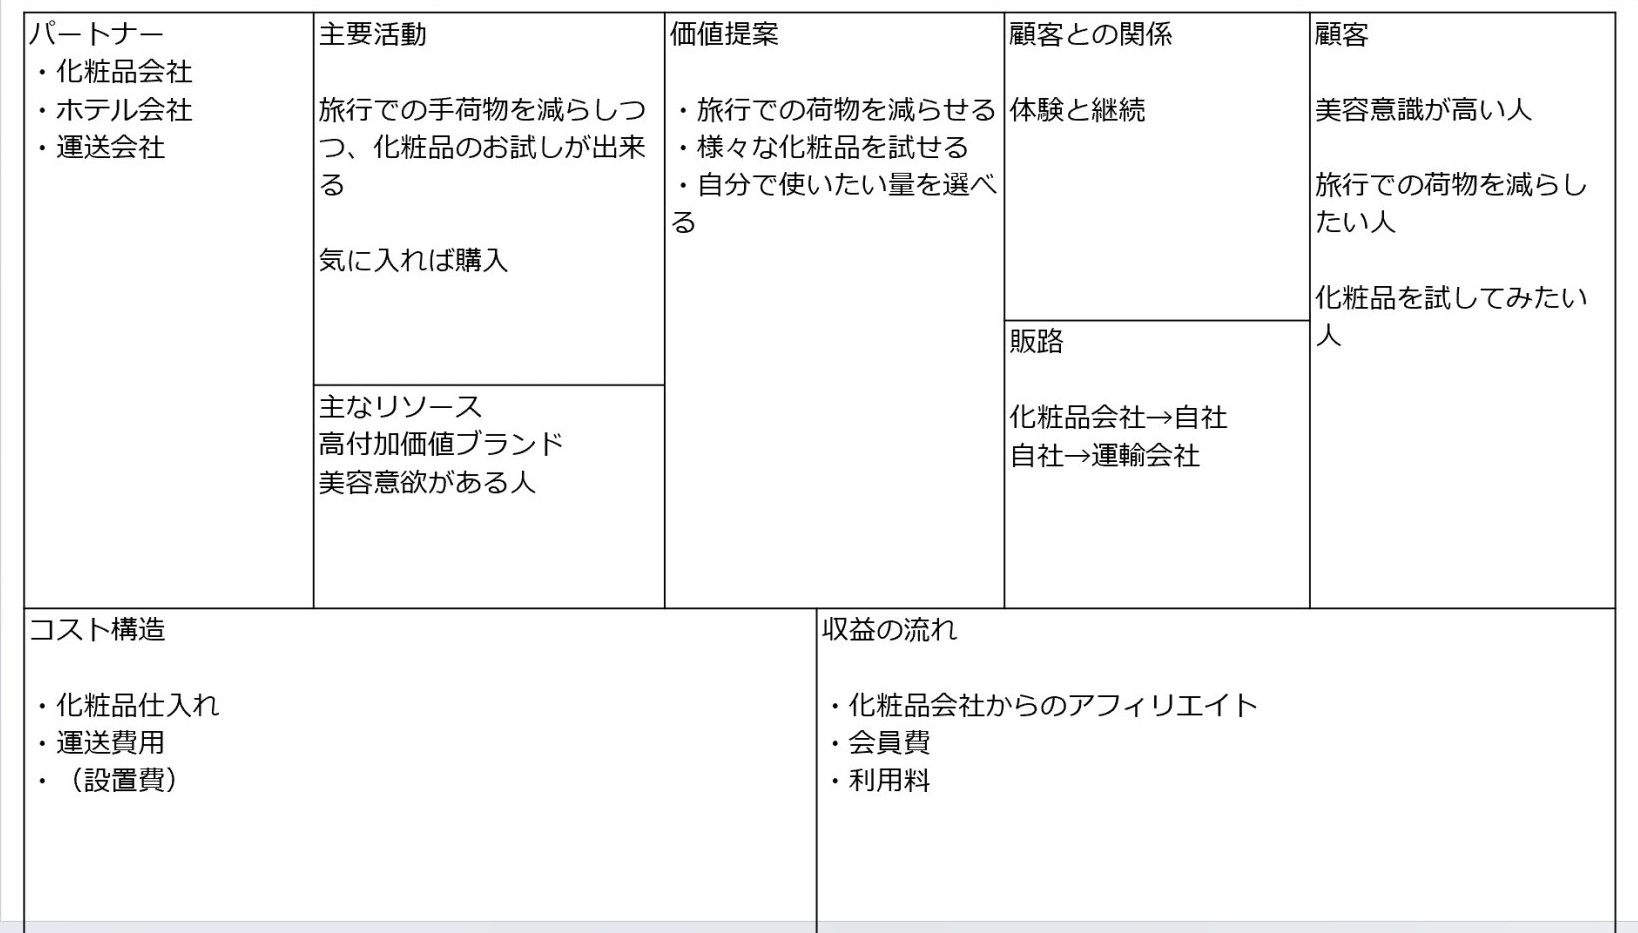 パートナー
・化粧品会社
・ホテル会社
・運送会社
主要活動
旅行での手荷物を減らしつ
つ、化粧品のお試しが出来
る
気に入れば購入
主なリソース
高付加価値ブランド
美容意欲がある人
価値提案
・旅行での荷物を減らせる
・様々な化粧品を試せる
・自分で使いたい量を選べ
る
顧客との関係
体験と継続
販路
化粧品会社→自社
自社→運輸会社
顧客
美容意識が高い人
旅行での荷物を減らし
たい人
化粧品を試してみたい
人
コスト構造
・化粧品仕入れ
・運送費用
・（設置費）
収益の流れ
・化粧品会社からのアフィリエイト
・会員費
・利用料